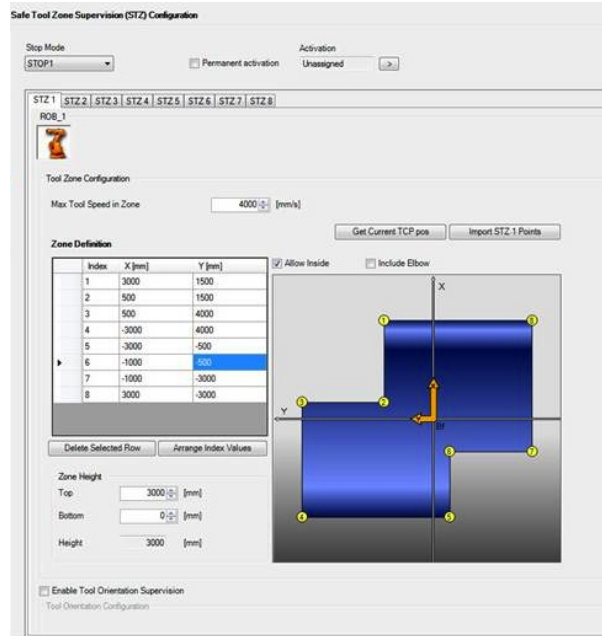 Safe Tool Zone Supervision (STZ) Configuration
Stop Mode
Activation
STOP1
Permanent activation
Unassigned
>
STZ 1 STZ 2 STZ 3 STZ 4 STZ 5 STZ 6 STZ 7 STZ 8
ROB_1
Tool Zone Configuration
Max Tool Speed in Zone 4000 [mm/s]
Get Current TCP pos Import STZ 1 Points
Zone Definition
Allow Inside Include Elbow
Index X [mm] Y [mm]
1 3000 1500
2 500 1500
3 500 4000
4 -3000 4000
5 -3000 -500
6 -1000 -500
7 -1000 -3000
8 3000 -3000
X
1 8
3 2
Y
Bf
6 7
4 5
Delete Selected Row Arrange Index Values
Zone Height
Top 3000 [mm]
Bottom 0 [mm]
Height 3000 [mm]
Enable Tool Orientation Supervision
Tool Orientation Configuration